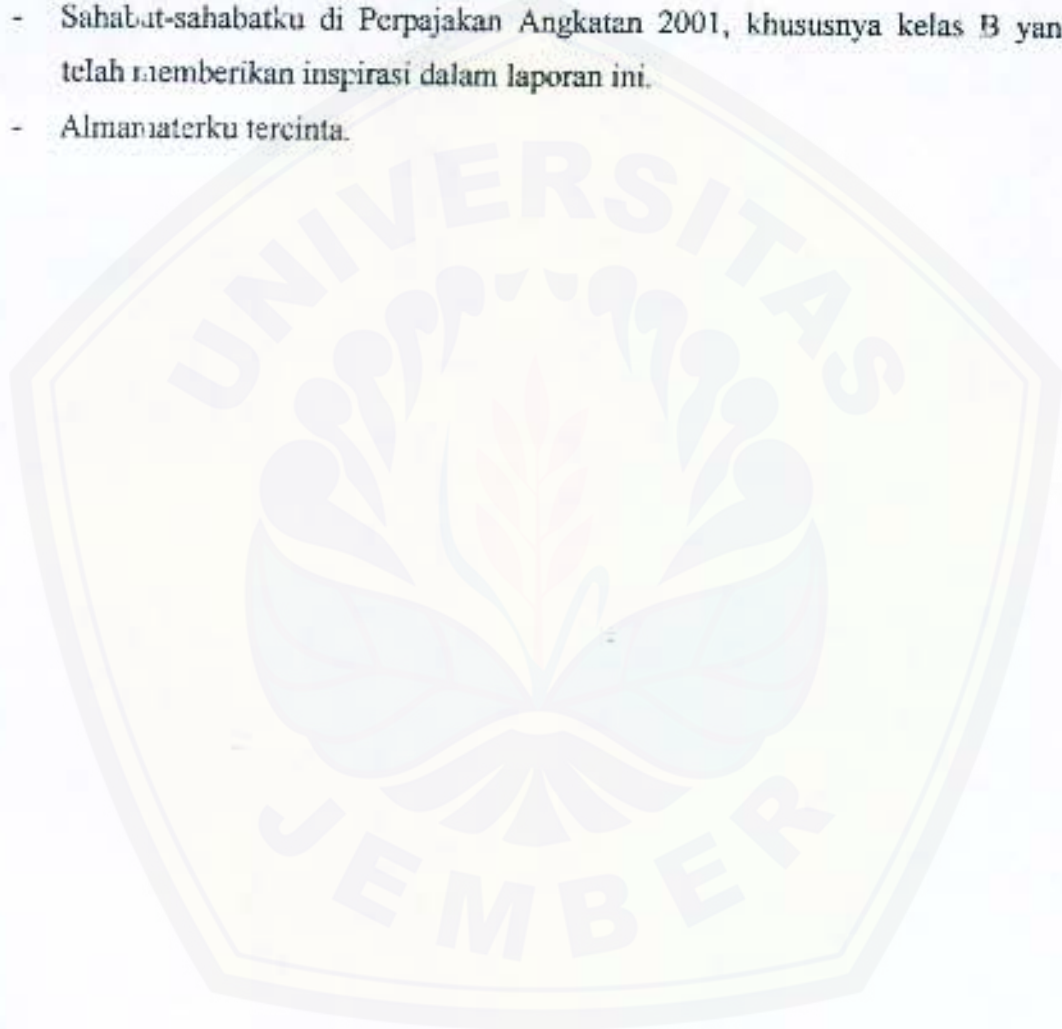 - Sahabat-sahabatku di Perpajakan Angkatan 2001, khususnya kelas B yan
telah memberikan inspirasi dalam laporan ini.
- Almamaterku tercinta.
UNIVERSITAS
JEMBER